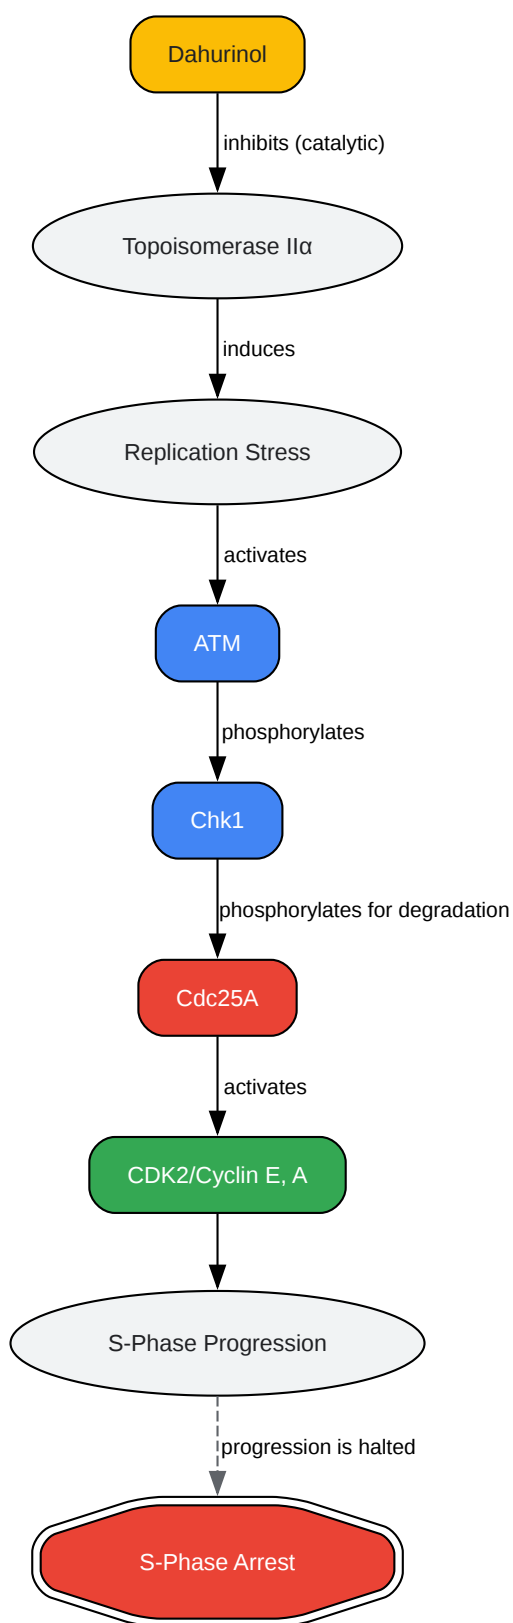 Dahurinol
inhibits (catalytic)
Topoisomerase IIα
induces
Replication Stress
activates
ATM
phosphorylates
Chk1
phosphorylates for degradation
Cdc25A
activates
CDK2/Cyclin E, A
S-Phase Progression
progression is halted
S-Phase Arrest